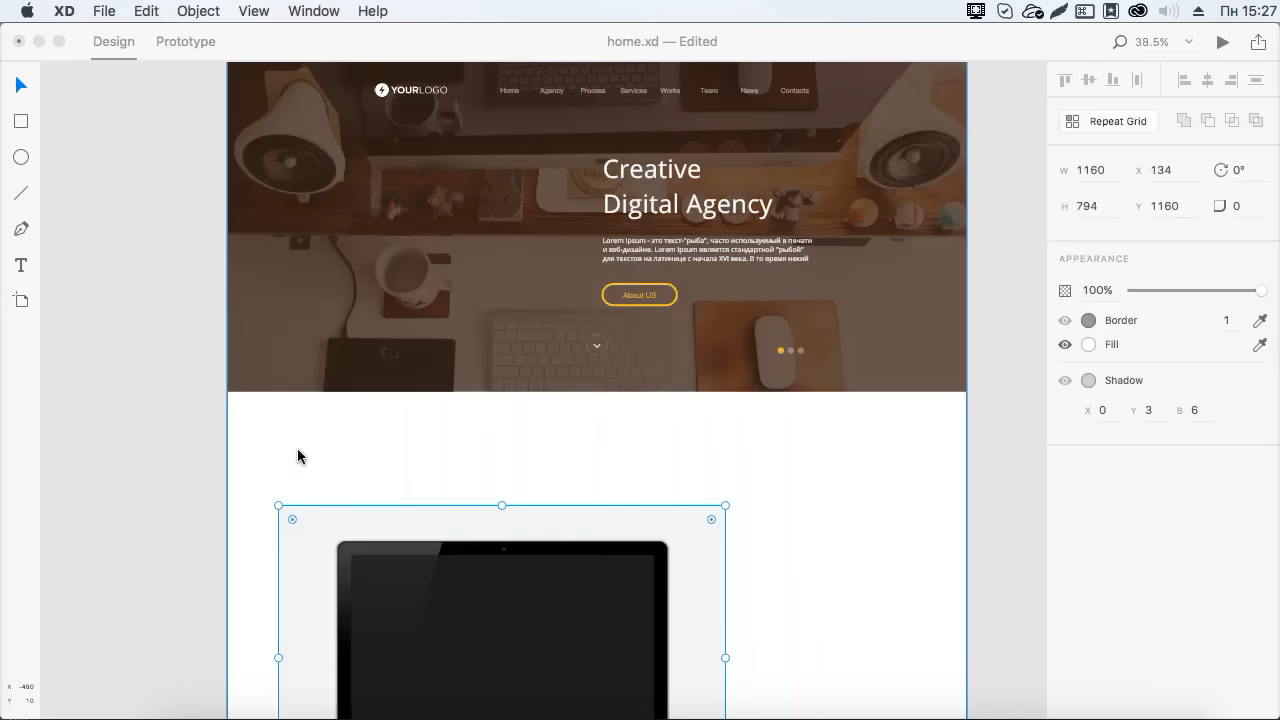 XD File Edit Object View Window Help Пн 15:27
Design Prototype home.xd — Edited 38.5%
YOURLOGO Home Agency Process Services Works Team News Contacts
Repeat Grid
Creative
Digital Agency
W 1160 X 134 0°
H 794 Y 1160 0
Lorem Ipsum - это текст-"рыба", часто используемый в печати
и вэб-дизайне. Lorem Ipsum является стандартной "рыбой"
для текстов на латинице с начала XVI века. В то время некий
About US
APPEARANCE
100%
Border 1
Fill
Shadow
X 0 Y 3 B 6
X -480
Y 10